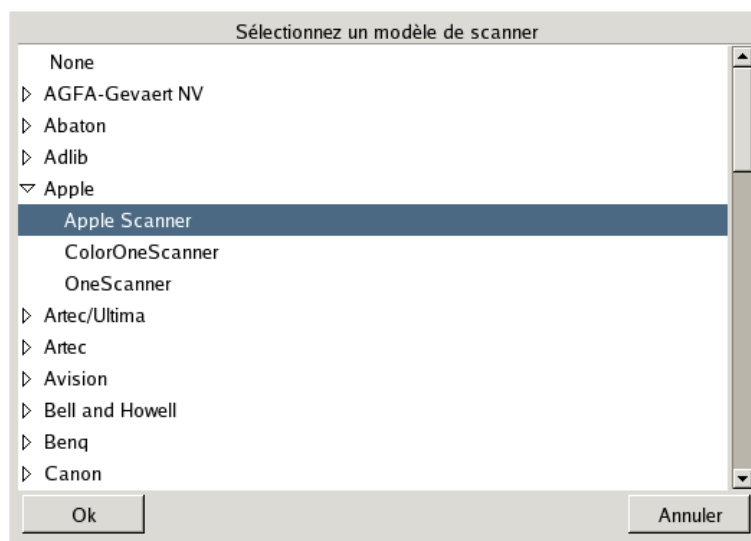 Sélectionnez un modèle de scanner
None
AGFA-Gevaert NV
Abaton
Adlib
Apple
Apple Scanner
ColorOneScanner
OneScanner
Artec/Ultima
Artec
Avision
Bell and Howell
Benq
Canon
Ok Annuler